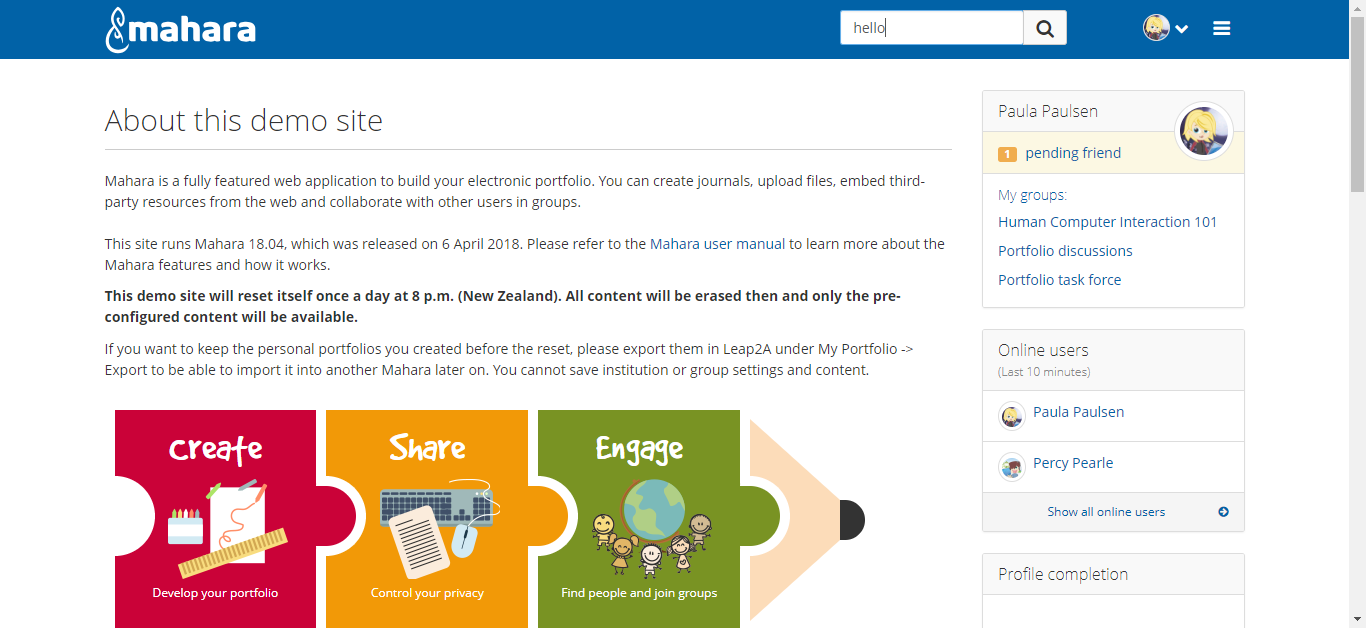 mahara
hello
About this demo site
Mahara is a fully featured web application to build your electronic portfolio. You can create journals, upload files, embed third-
party resources from the web and collaborate with other users in groups.
This site runs Mahara 18.04, which was released on 6 April 2018. Please refer to the Mahara user manual to learn more about the
Mahara features and how it works.
This demo site will reset itself once a day at 8 p.m. (New Zealand). All content will be erased then and only the pre-
configured content will be available.
If you want to keep the personal portfolios you created before the reset, please export them in Leap2A under My Portfolio ->
Export to be able to import it into another Mahara later on. You cannot save institution or group settings and content.
Create
Develop your portfolio
Share
Control your privacy
Engage
Find people and join groups
Paula Paulsen
1 pending friend
My groups:
Human Computer Interaction 101
Portfolio discussions
Portfolio task force
Online users
(Last 10 minutes)
Paula Paulsen
Percy Pearle
Show all online users
Profile completion